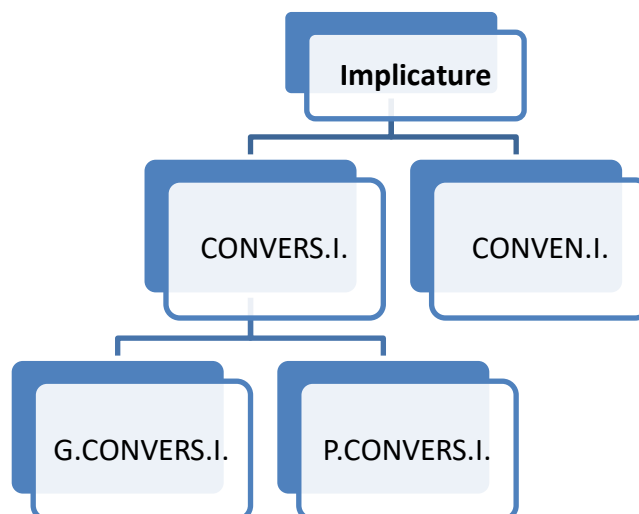 Implicature
CONVERS.I.
CONVEN.I.
G.CONVERS.I.
P.CONVERS.I.